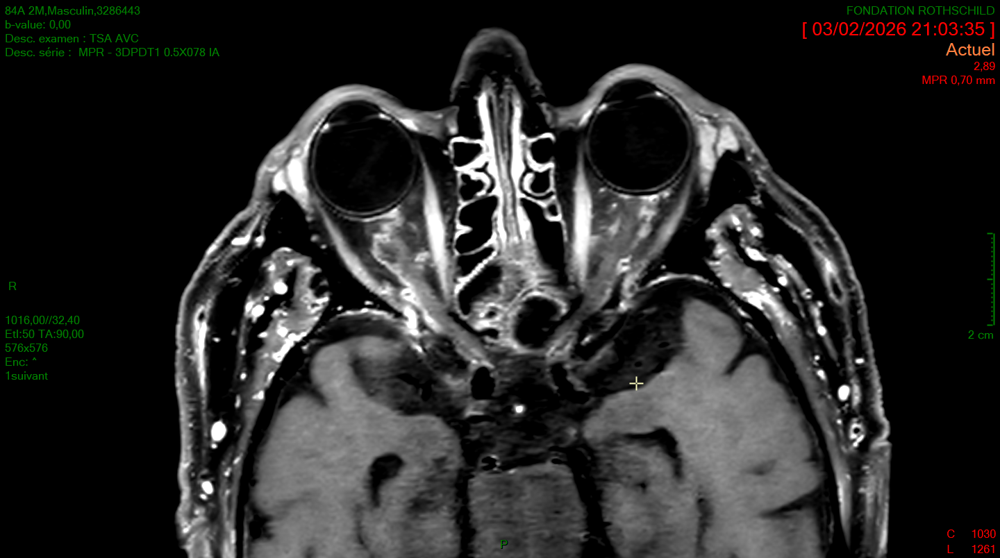 84A 2M,Masculin,3286443
b-value: 0,00
Desc. examen : TSA AVC
Desc. série : MPR - 3DPDT1 0.5X078 IA
FONDATION ROTHSCHILD
[ 03/02/2026 21:03:35 ]
Actuel
2,89
MPR 0,70 mm
R
1016,00//32,40
Etl:50 TA:90,00
576x576
Enc: ^
1suivant
2 cm
P
C 1030
L 1261